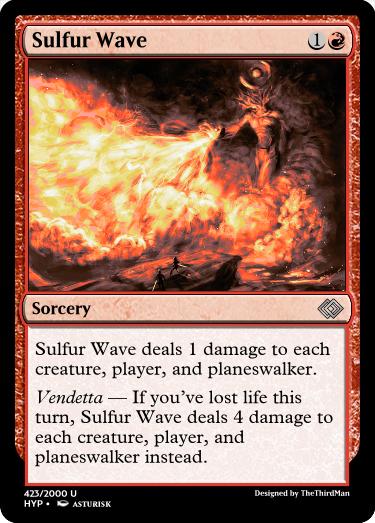 Sulfur Wave 1
Sorcery
Sulfur Wave deals 1 damage to each
creature, player, and planeswalker.
Vendetta — If you've lost life this
turn, Sulfur Wave deals 4 damage to
each creature, player, and
planeswalker instead.
423/2000 U
Designed by TheThirdMan
HYP • ASTURISK